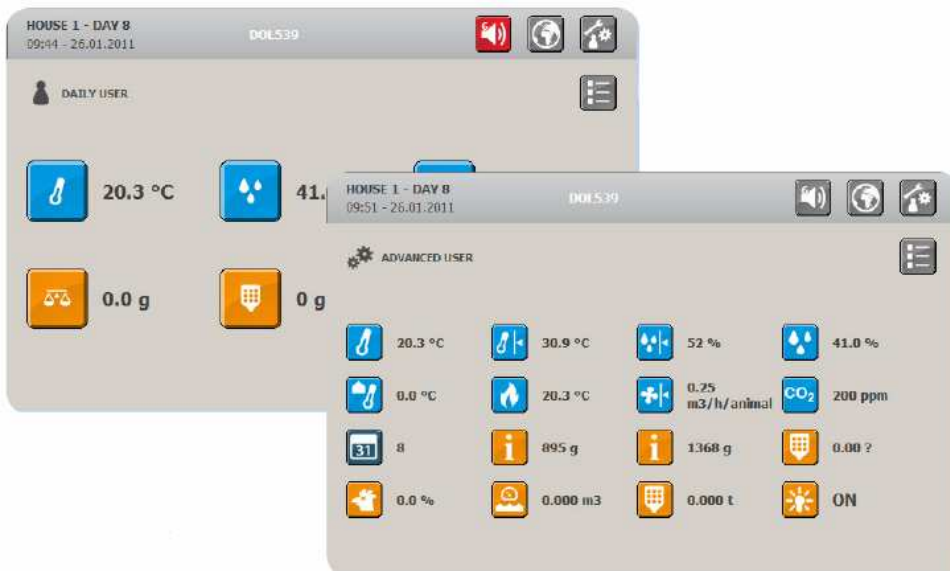 HOUSE 1 - DAY 8
09:44 - 26.01.2011
DOL539
DAILY USER
20.3 °C
41.
0.0 g
0 g
HOUSE 1 - DAY 8
09:51 - 26.01.2011
DOL539
ADVANCED USER
20.3 °C
30.9 °C
52 %
41.0 %
0.0 °C
20.3 °C
0.25
m3/h/animal
CO2
200 ppm
31
8
i
895 g
i
1368 g
0.00 ?
0.0 %
0.000 m3
0.000 t
ON